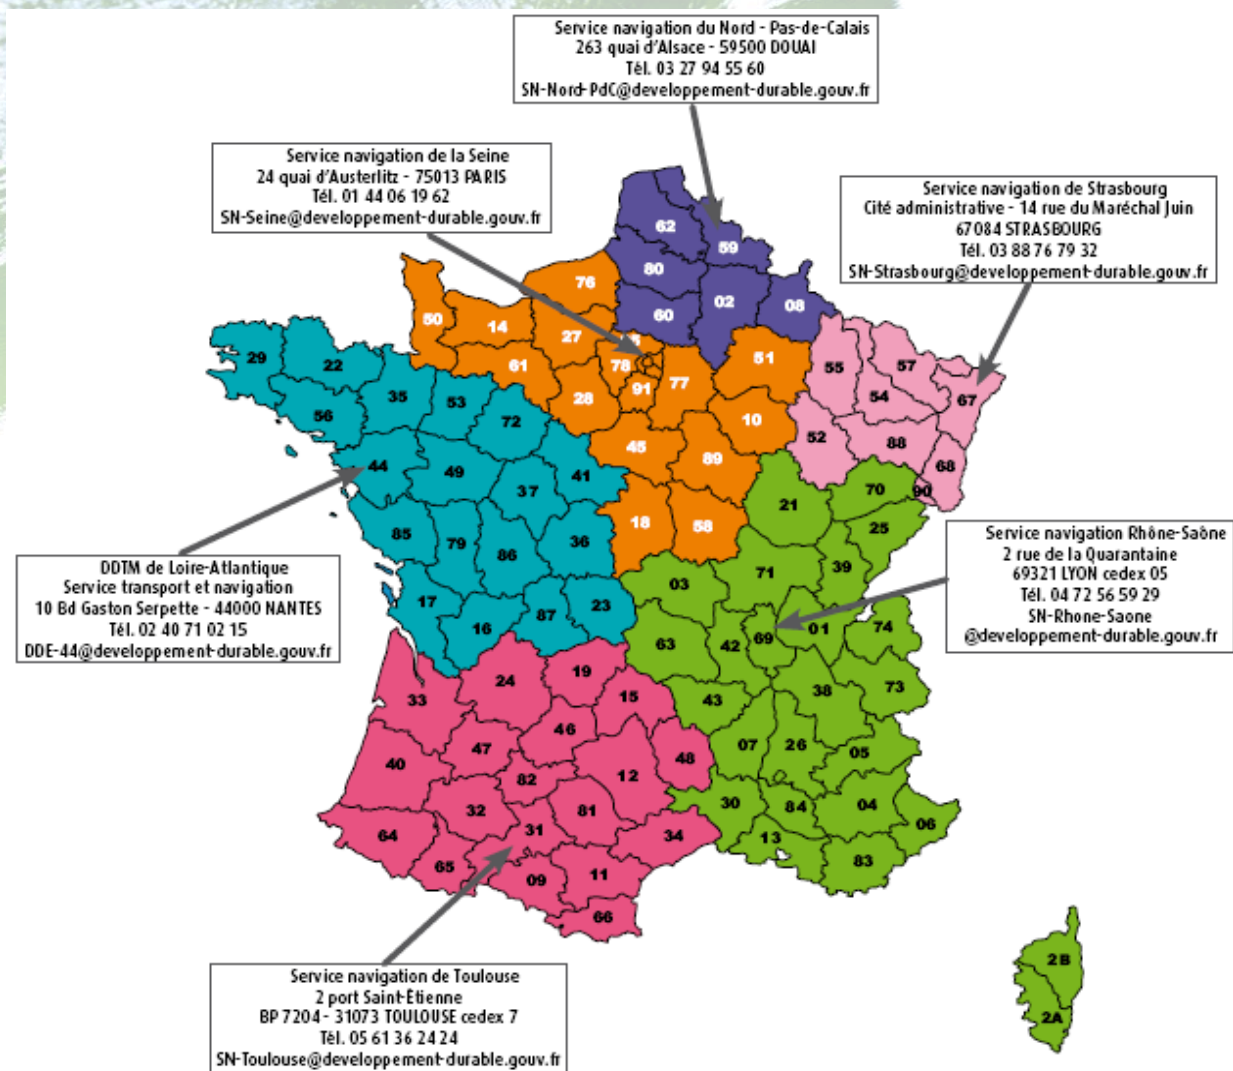 Service navigation du Nord - Pas-de-Calais
263 quai d'Alsace - 59500 DOUAI
Tél. 03 27 94 55 60
SN-Nord-PdC@developpement-durable.gouv.fr
Service navigation de la Seine
24 quai d'Austerlitz - 75013 PARIS
Tél. 01 44 06 19 62
SN-Seine@developpement-durable.gouv.fr
Service navigation de Strasbourg
Cité administrative - 14 rue du Maréchal Juin
67084 STRASBOURG
Tél. 03 88 76 79 32
SN-Strasbourg@developpement-durable.gouv.fr
62
59
80
76
02
08
60
50
14
27
29
22
61
78
51
55
57
91
77
54
67
35
53
28
56
72
10
52
88
45
44
49
41
89
68
37
70
90
21
18
58
25
85
79
86
36
71
39
03
17
16
87
23
63
42
69
01
74
Service navigation Rhône-Saône
2 rue de la Quarantaine
69321 LYON cedex 05
Tél. 04 72 56 59 29
SN-Rhone-Saone
@developpement-durable.gouv.fr
DDTM de Loire-Atlantique
Service transport et navigation
10 Bd Gaston Serpette - 44000 NANTES
Tél. 02 40 71 02 15
DDE-44@developpement-durable.gouv.fr
33
24
19
15
43
38
73
47
46
48
07
26
05
40
82
12
32
81
30
84
04
06
64
31
34
13
65
09
11
83
66
2B
2A
Service navigation de Toulouse
2 port Saint-Étienne
BP 7204 - 31073 TOULOUSE cedex 7
Tél. 05 61 36 24 24
SN-Toulouse@developpement-durable.gouv.fr